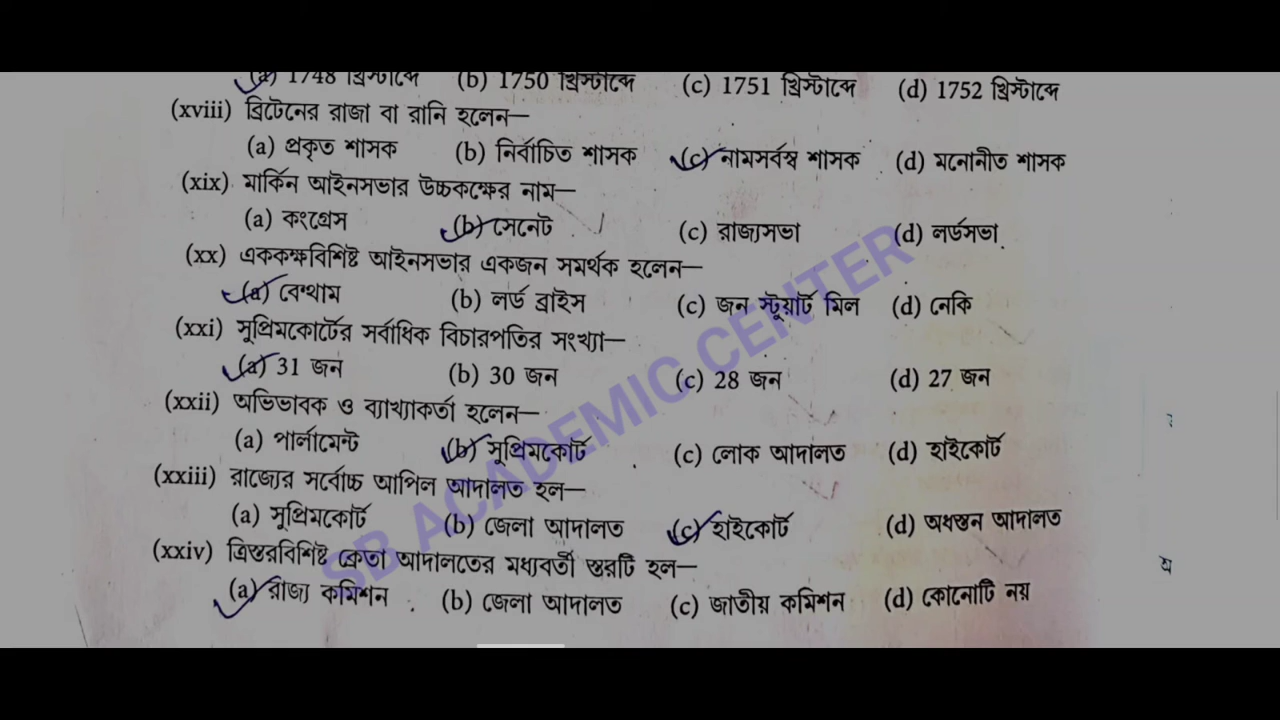 (a) 1748 খ্রিস্টাব্দে (b) 1750 খ্রিস্টাব্দে (c) 1751 খ্রিস্টাব্দে (d) 1752 খ্রিস্টাব্দে
(xviii) ব্রিটেনের রাজা বা রানি হলেন—
(a) প্রকৃত শাসক (b) নির্বাচিত শাসক (c) নামসর্বস্ব শাসক (d) মনোনীত শাসক
(xix) মার্কিন আইনসভার উচ্চকক্ষের নাম—
(a) কংগ্রেস (b) সেনেট (c) রাজ্যসভা (d) লর্ডসভা
(xx) এককক্ষবিশিষ্ট আইনসভার একজন সমর্থক হলেন—
(a) বেন্থাম (b) লর্ড ব্রাইস (c) জন স্টুয়ার্ট মিল (d) নেকি
(xxi) সুপ্রিমকোর্টের সর্বাধিক বিচারপতির সংখ্যা—
(a) 31 জন (b) 30 জন (c) 28 জন (d) 27 জন
(xxii) অভিভাবক ও ব্যাখ্যাকর্তা হলেন—
(a) পার্লামেন্ট (b) সুপ্রিমকোর্ট (c) লোক আদালত (d) হাইকোর্ট
(xxiii) রাজ্যের সর্বোচ্চ আপিল আদালত হল—
(a) সুপ্রিমকোর্ট (b) জেলা আদালত (c) হাইকোর্ট (d) অধস্তন আদালত
(xxiv) ত্রিস্তরবিশিষ্ট ক্রেতা আদালতের মধ্যবর্তী স্তরটি হল—
(a) রাজ্য কমিশন (b) জেলা আদালত (c) জাতীয় কমিশন (d) কোনোটি নয়
SB ACADEMIC CENTER